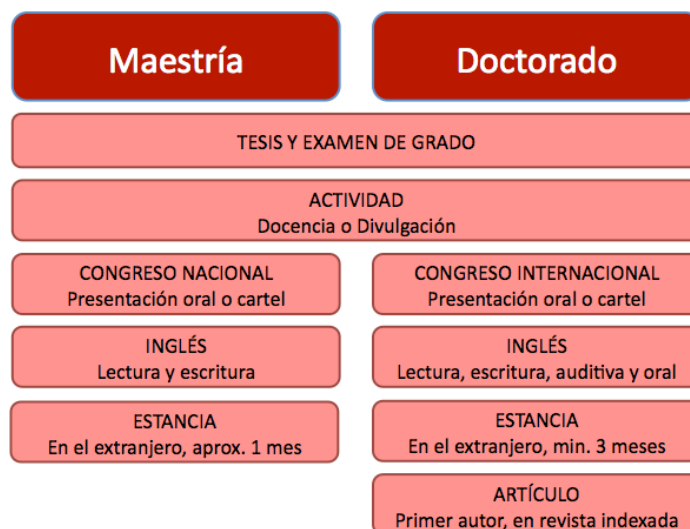 Maestría
Doctorado
TESIS Y EXAMEN DE GRADO
ACTIVIDAD
Docencia o Divulgación
CONGRESO NACIONAL
Presentación oral o cartel
CONGRESO INTERNACIONAL
Presentación oral o cartel
INGLÉS
Lectura y escritura
INGLÉS
Lectura, escritura, auditiva y oral
ESTANCIA
En el extranjero, aprox. 1 mes
ESTANCIA
En el extranjero, min. 3 meses
ARTÍCULO
Primer autor, en revista indexada